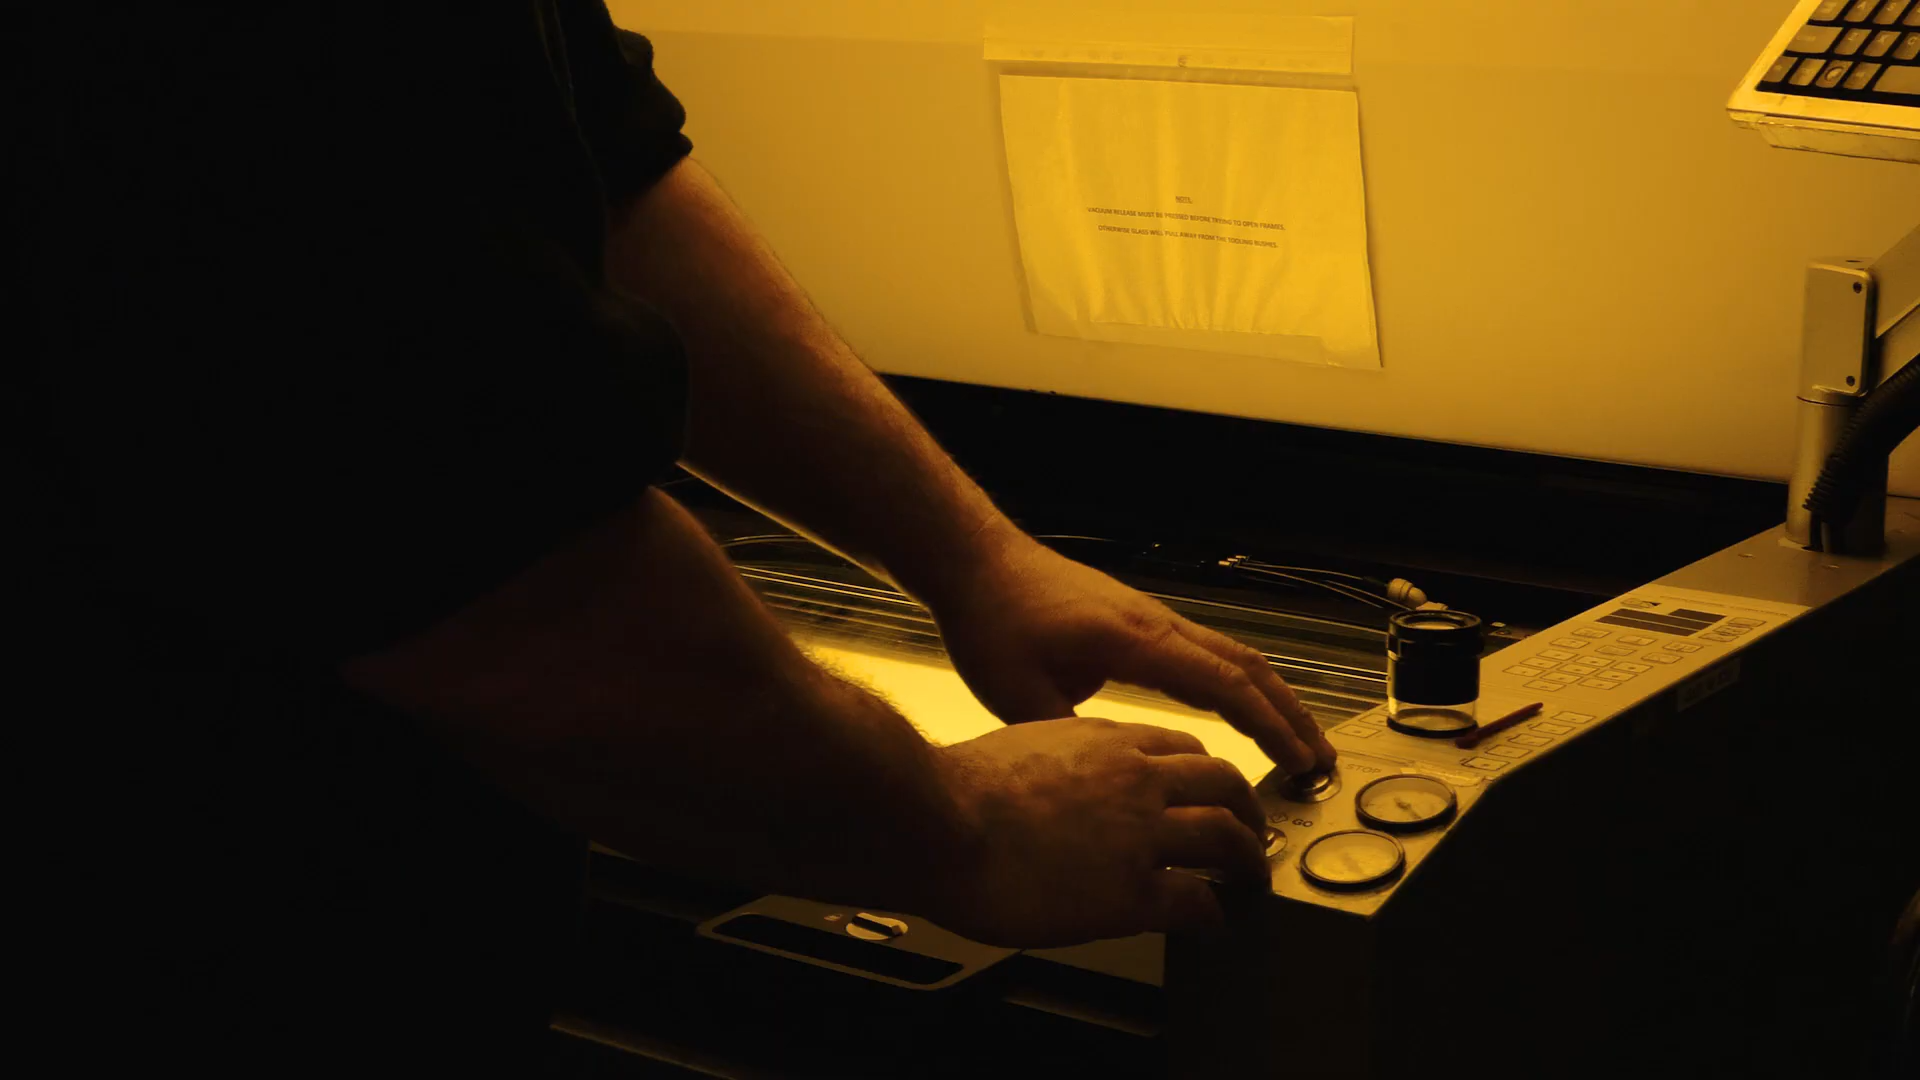 NOTE:
VACUUM RELEASE MUST BE PRESSED BEFORE TRYING TO OPEN FRAMES.
OTHERWISE GLASS WILL PULL AWAY FROM THE TOOLING BUSHES.
STOP
GO